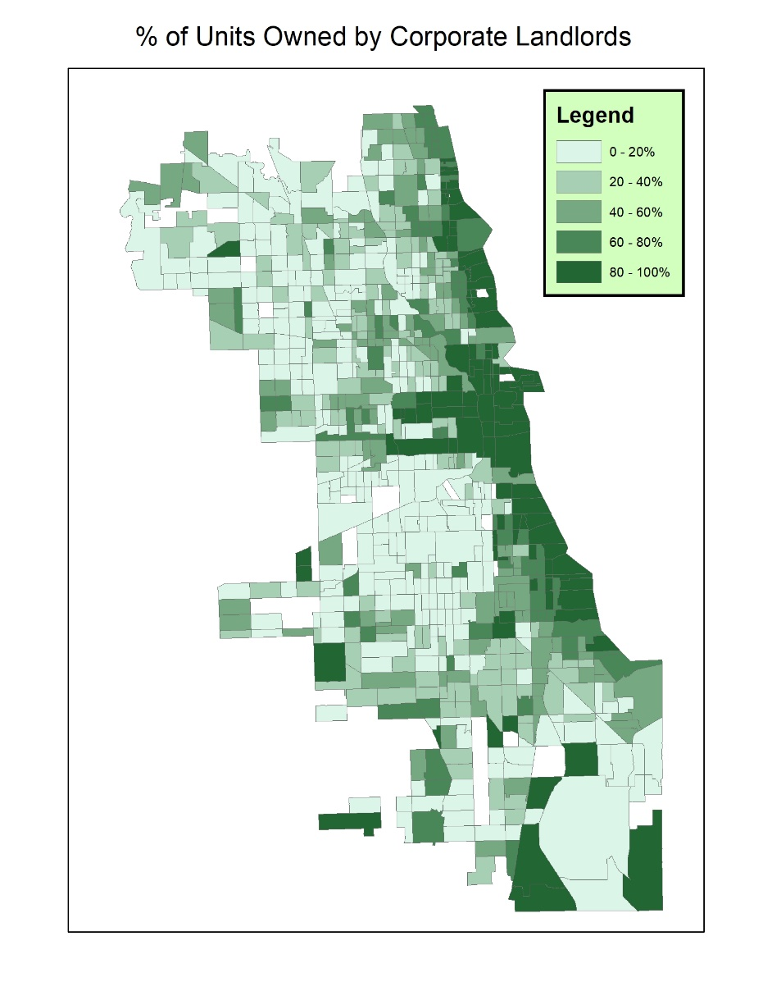 % of Units Owned by Corporate Landlords
Legend
0 - 20%
20 - 40%
40 - 60%
60 - 80%
80 - 100%